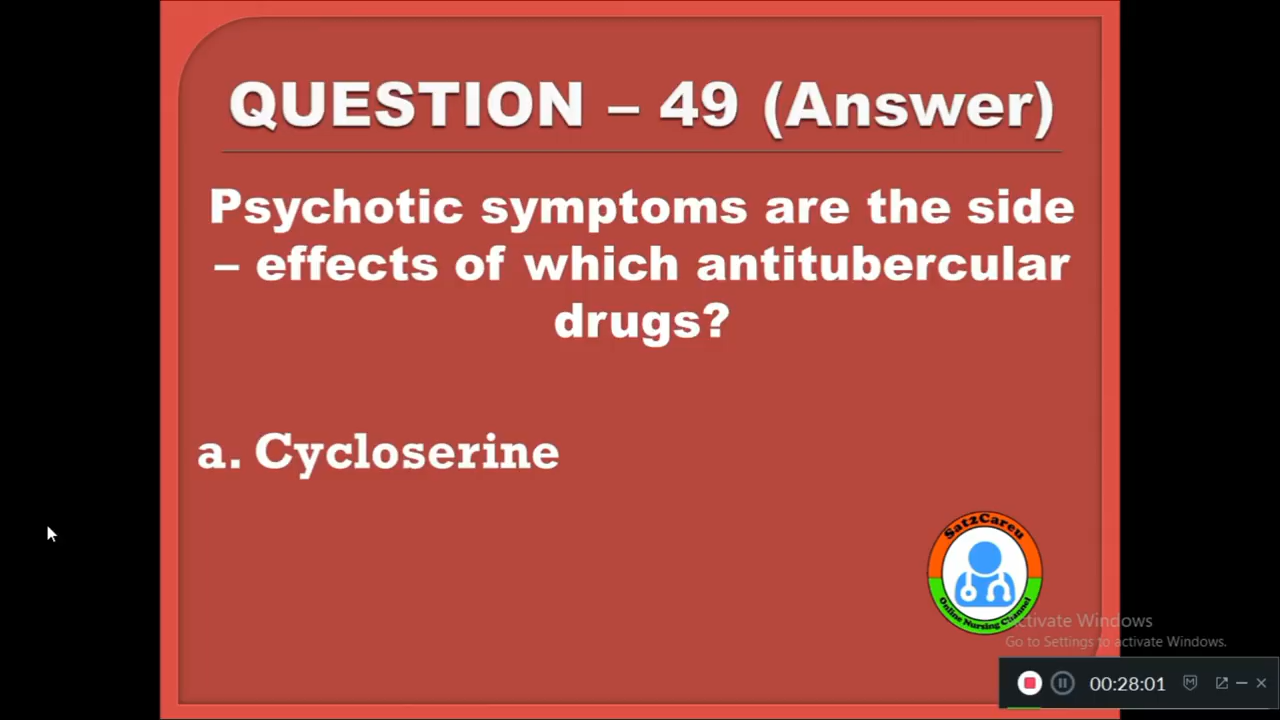 QUESTION – 49 (Answer)
Psychotic symptoms are the side
– effects of which antitubercular
drugs?
a. Cycloserine
Sat2Careu
Online Nursing Channel
Activate Windows
Go to Settings to activate Windows.
00:28:01